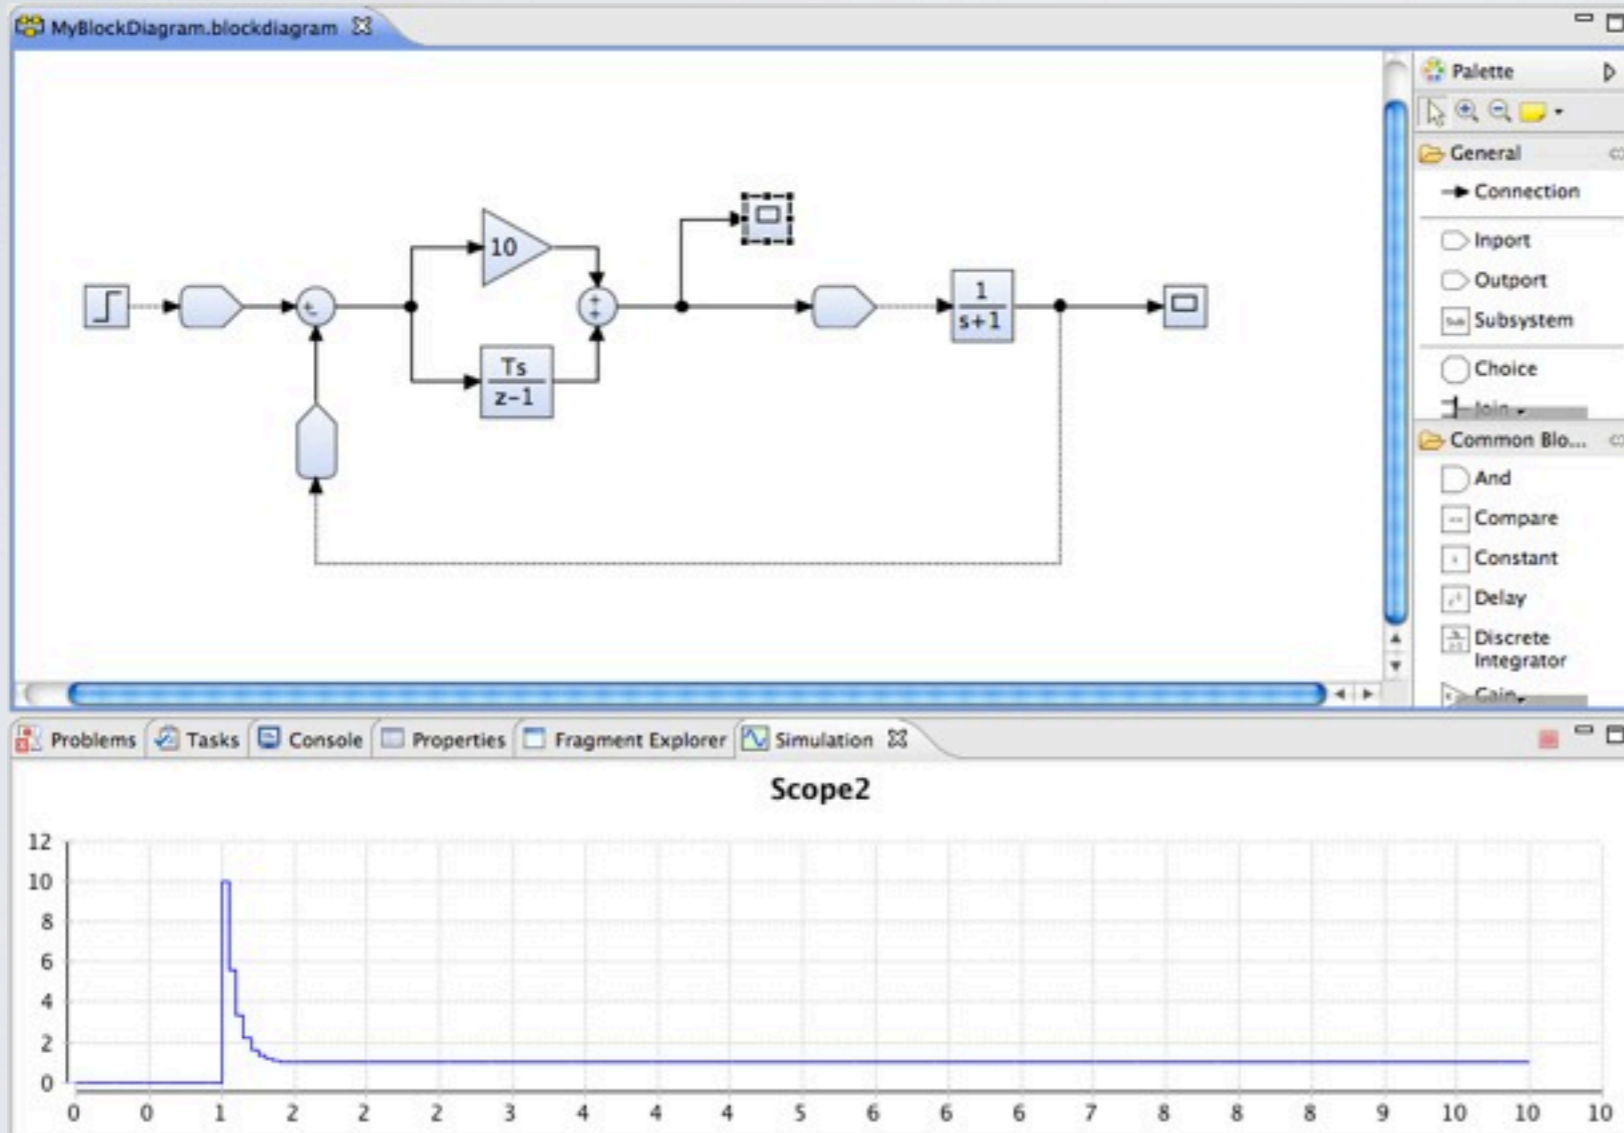 MyBlockDiagram.blockdiagram
Palette
General
Connection
Inport
Outport
Subsystem
Choice
Join
Common Blo...
And
Compare
Constant
Delay
Discrete
Integrator
Gain
10
1
s+1
Ts
z-1
Problems
Tasks
Console
Properties
Fragment Explorer
Simulation
Scope2
12
10
8
6
4
2
0
0 0 1 2 2 2 3 4 4 4 5 6 6 6 7 8 8 8 9 10 10 10